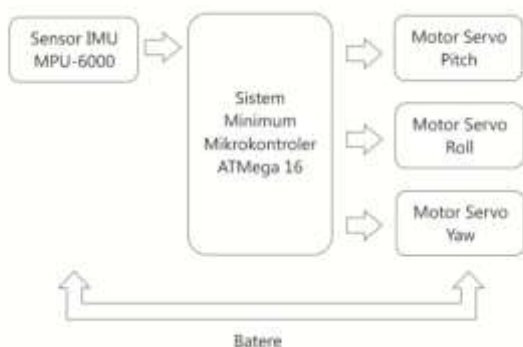 Sensor IMU
MPU-6000
Sistem
Minimum
Mikrokontroler
ATMega 16
Motor Servo
Pitch
Motor Servo
Roll
Motor Servo
Yaw
Batere